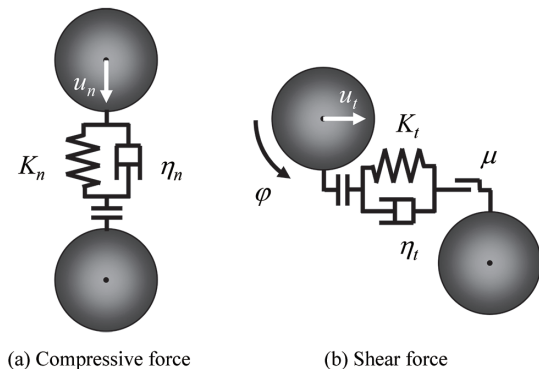 u_n
K_n
η_n
(a) Compressive force
u_t
K_t
μ
φ
η_t
(b) Shear force